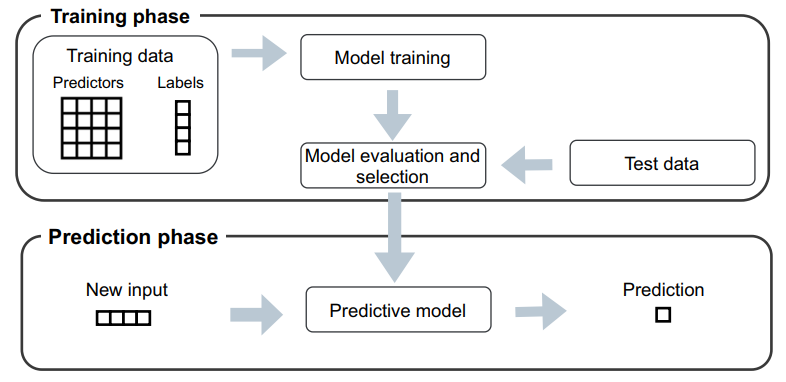 Training phase
Training data
Predictors
Labels
Model training
Model evaluation and
selection
Test data
Prediction phase
New input
Predictive model
Prediction